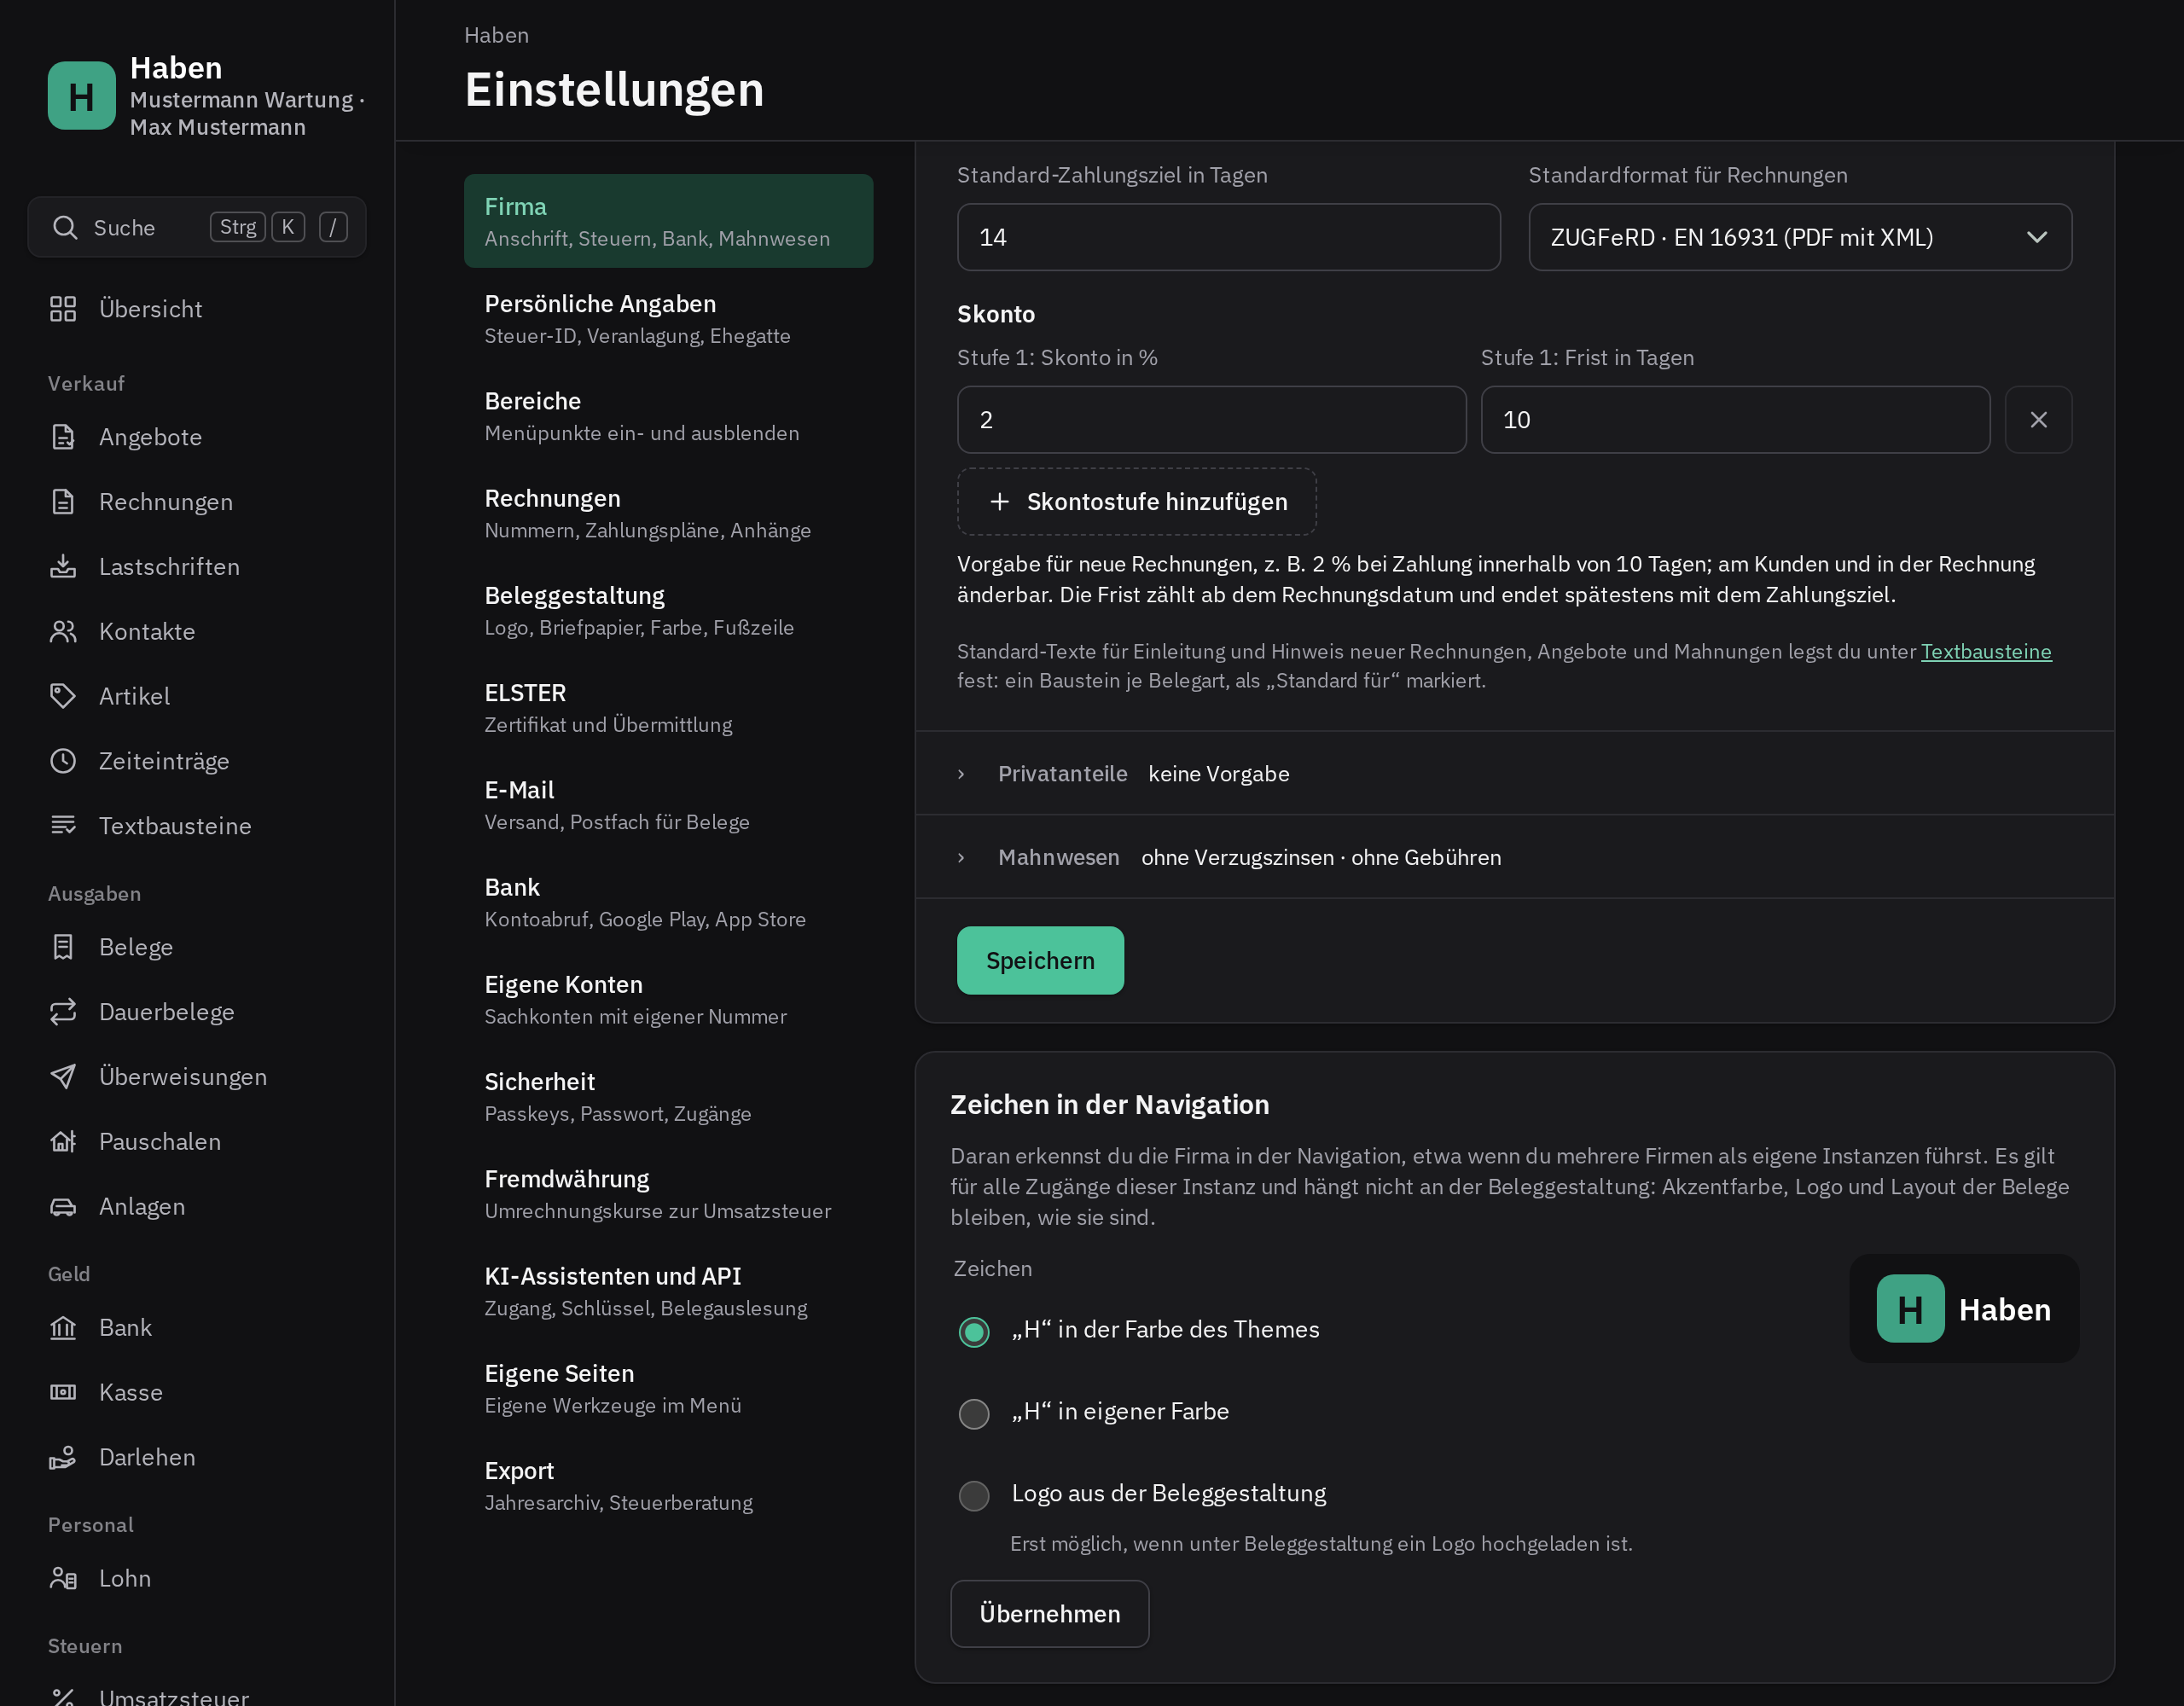 H
Haben
Mustermann Wartung ·
Max Mustermann
Suche Strg K /
Übersicht
Verkauf
Angebote
Rechnungen
Lastschriften
Kontakte
Artikel
Zeiteinträge
Textbausteine
Ausgaben
Belege
Dauerbelege
Überweisungen
Pauschalen
Anlagen
Geld
Bank
Kasse
Darlehen
Personal
Lohn
Steuern
Umsatzsteuer
Haben
Einstellungen
Firma
Anschrift, Steuern, Bank, Mahnwesen
Persönliche Angaben
Steuer-ID, Veranlagung, Ehegatte
Bereiche
Menüpunkte ein- und ausblenden
Rechnungen
Nummern, Zahlungspläne, Anhänge
Beleggestaltung
Logo, Briefpapier, Farbe, Fußzeile
ELSTER
Zertifikat und Übermittlung
E-Mail
Versand, Postfach für Belege
Bank
Kontoabruf, Google Play, App Store
Eigene Konten
Sachkonten mit eigener Nummer
Sicherheit
Passkeys, Passwort, Zugänge
Fremdwährung
Umrechnungskurse zur Umsatzsteuer
KI-Assistenten und API
Zugang, Schlüssel, Belegauslesung
Eigene Seiten
Eigene Werkzeuge im Menü
Export
Jahresarchiv, Steuerberatung
Standard-Zahlungsziel in Tagen Standardformat für Rechnungen
14 ZUGFeRD · EN 16931 (PDF mit XML)
Skonto
Stufe 1: Skonto in % Stufe 1: Frist in Tagen
2 10
Skontostufe hinzufügen
Vorgabe für neue Rechnungen, z. B. 2 % bei Zahlung innerhalb von 10 Tagen; am Kunden und in der Rechnung
änderbar. Die Frist zählt ab dem Rechnungsdatum und endet spätestens mit dem Zahlungsziel.
Standard-Texte für Einleitung und Hinweis neuer Rechnungen, Angebote und Mahnungen legst du unter Textbausteine
fest: ein Baustein je Belegart, als „Standard für“ markiert.
Privatanteile keine Vorgabe
Mahnwesen ohne Verzugszinsen · ohne Gebühren
Speichern
Zeichen in der Navigation
Daran erkennst du die Firma in der Navigation, etwa wenn du mehrere Firmen als eigene Instanzen führst. Es gilt
für alle Zugänge dieser Instanz und hängt nicht an der Beleggestaltung: Akzentfarbe, Logo und Layout der Belege
bleiben, wie sie sind.
Zeichen
„H“ in der Farbe des Themes
„H“ in eigener Farbe
Logo aus der Beleggestaltung
Erst möglich, wenn unter Beleggestaltung ein Logo hochgeladen ist.
H Haben
Übernehmen